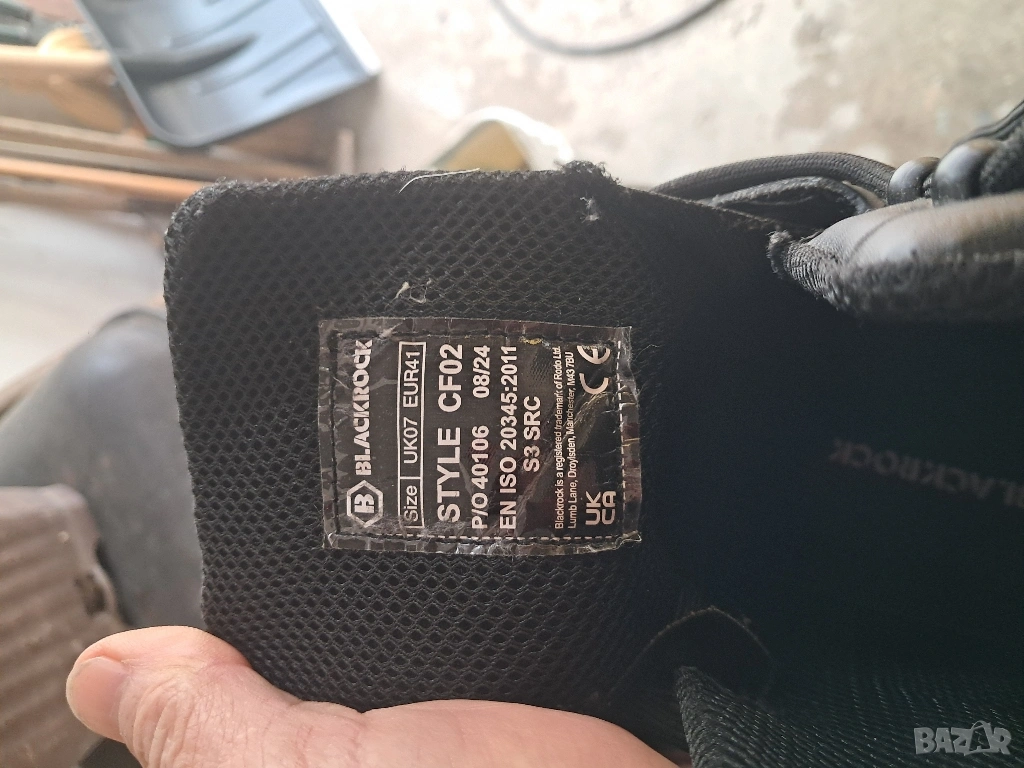 BLACKROCK
Size UK07 EUR41
STYLE CF02
P/O 40106 08/24
EN ISO 20345:2011
S3 SRC
Blackrock is a registered trademark of Rodo Ltd.
Lumb Lane, Droylsden, Manchester, M43 7BU
UK
CA
CE
BLACKROCK
BAZAR